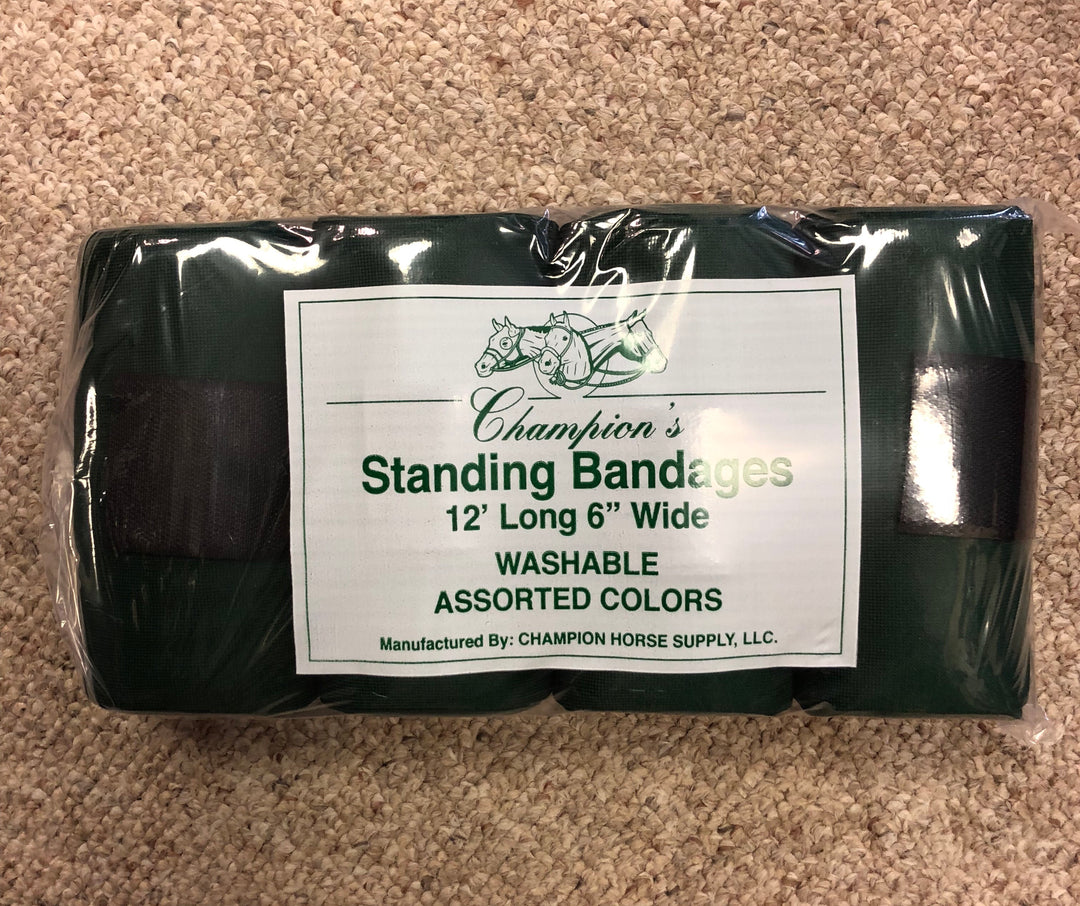 Champion's
Standing Bandages
12' Long 6” Wide
WASHABLE
ASSORTED COLORS
Manufactured By: CHAMPION HORSE SUPPLY, LLC.